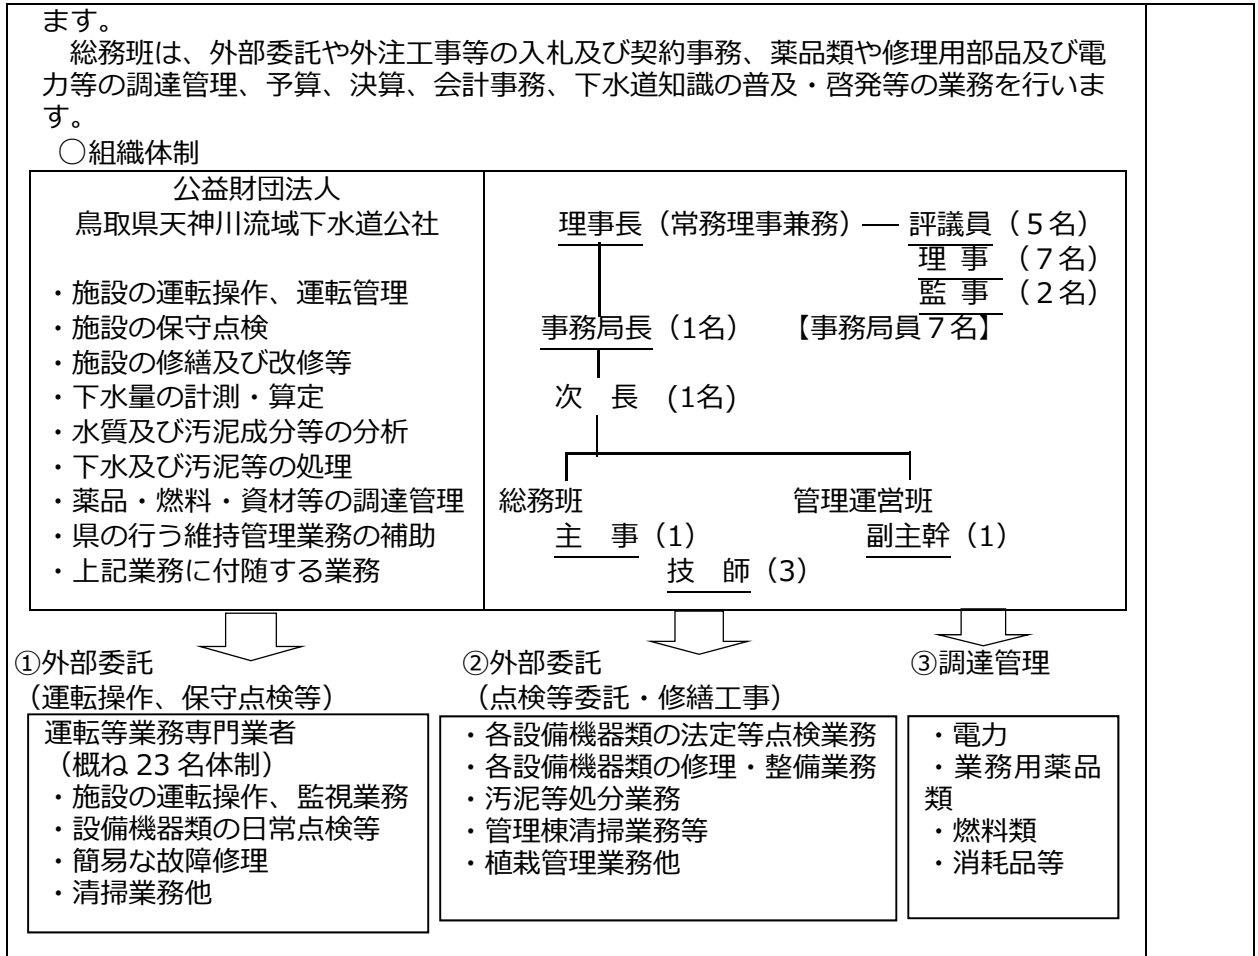 ます。
　総務班は、外部委託や外注工事等の入札及び契約事務、薬品類や修理用部品及び電
力等の調達管理、予算、決算、会計事務、下水道知識の普及・啓発等の業務を行いま
す。
○組織体制
公益財団法人
鳥取県天神川流域下水道公社
・施設の運転操作、運転管理
・施設の保守点検
・施設の修繕及び改修等
・下水量の計測・算定
・水質及び汚泥成分等の分析
・下水及び汚泥等の処理
・薬品・燃料・資材等の調達管理
・県の行う維持管理業務の補助
・上記業務に付随する業務
理事長（常務理事兼務）― 評議員（５名）
理　事　（７名）
監　事　（２名）
事務局長（1名）　【事務局員７名】
次　長　(1名)
総務班　管理運営班
主　事（1）　副主幹（1）
技　師（3）
①外部委託
（運転操作、保守点検等）
運転等業務専門業者
（概ね 23 名体制）
・施設の運転操作、監視業務
・設備機器類の日常点検等
・簡易な故障修理
・清掃業務他
②外部委託
（点検等委託・修繕工事）
・各設備機器類の法定等点検業務
・各設備機器類の修理・整備業務
・汚泥等処分業務
・管理棟清掃業務等
・植栽管理業務他
③調達管理
・電力
・業務用薬品
類
・燃料類
・消耗品等